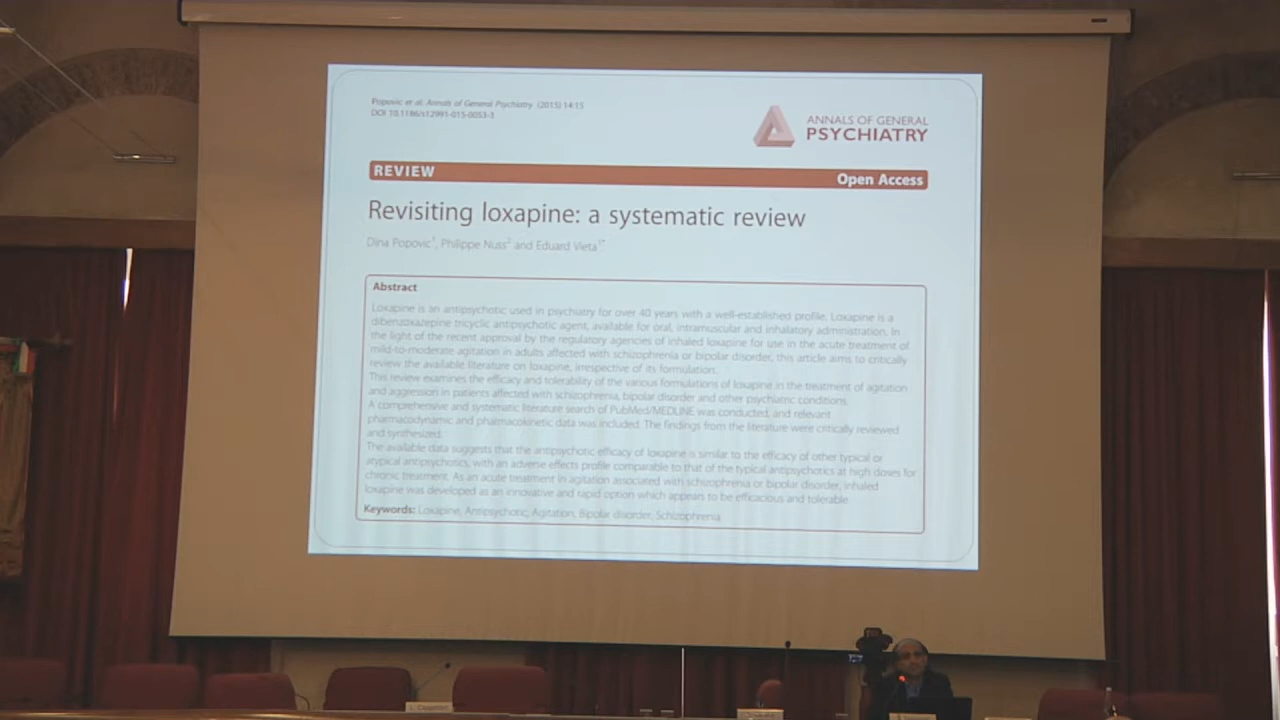 Popovic et al. Annals of General Psychiatry (2015) 14:15
DOI 10.1186/s12991-015-0053-3
ANNALS OF GENERAL
PSYCHIATRY
REVIEW
Open Access
Revisiting loxapine: a systematic review
Dina Popovic1, Philippe Nuss2 and Eduard Vieta1*
Abstract
Loxapine is an antipsychotic used in psychiatry for over 40 years with a well-established profile. Loxapine is a
dibenzoxazepine tricyclic antipsychotic agent, available for oral, intramuscular and inhalatory administration. In
the light of the recent approval by the regulatory agencies of inhaled loxapine for use in the acute treatment of
mild-to-moderate agitation in adults affected with schizophrenia or bipolar disorder, this article aims to critically
review the available literature on loxapine, irrespective of its formulation.
This review examines the efficacy and tolerability of the various formulations of loxapine in the treatment of agitation
and aggression in patients affected with schizophrenia, bipolar disorder and other psychiatric conditions.
A comprehensive and systematic literature search of PubMed/MEDLINE was conducted, and relevant
pharmacodynamic and pharmacokinetic data was included. The findings from the literature were critically reviewed
and synthesized.
The available data suggests that the antipsychotic efficacy of loxapine is similar to the efficacy of other typical or
atypical antipsychotics, with an adverse effects profile comparable to that of the typical antipsychotics at high doses for
chronic treatment. As an acute treatment in agitation associated with schizophrenia or bipolar disorder, inhaled
loxapine was developed as an innovative and rapid option which appears to be efficacious and tolerable.
Keywords: Loxapine, Antipsychotic, Agitation, Bipolar disorder, Schizophrenia